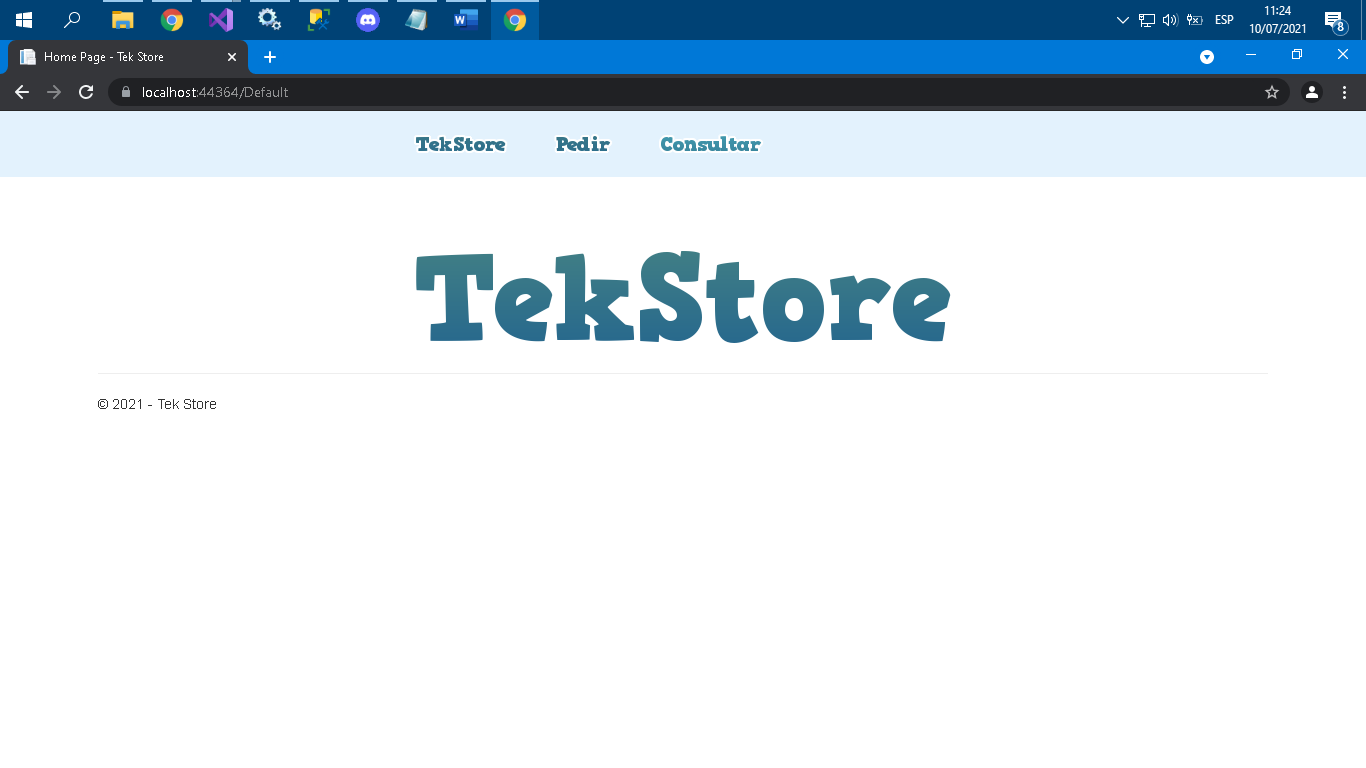 ESP
11:24
10/07/2021
8
Home Page - Tek Store
localhost:44364/Default
TekStore Pedir Consultar
TekStore
© 2021 - Tek Store